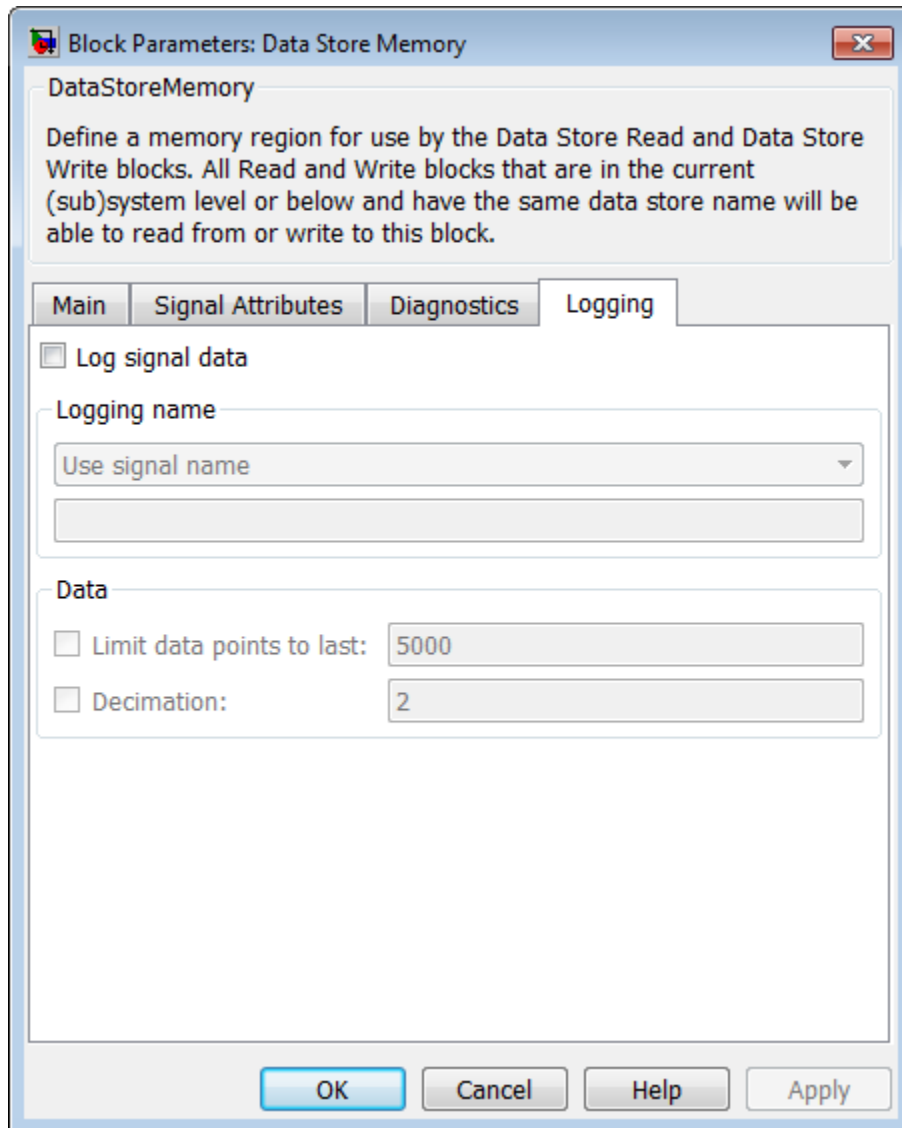 Block Parameters: Data Store Memory
DataStoreMemory
Define a memory region for use by the Data Store Read and Data Store
Write blocks. All Read and Write blocks that are in the current
(sub)system level or below and have the same data store name will be
able to read from or write to this block.
Main Signal Attributes Diagnostics Logging
Log signal data
Logging name
Use signal name
Data
Limit data points to last: 5000
Decimation: 2
OK Cancel Help Apply